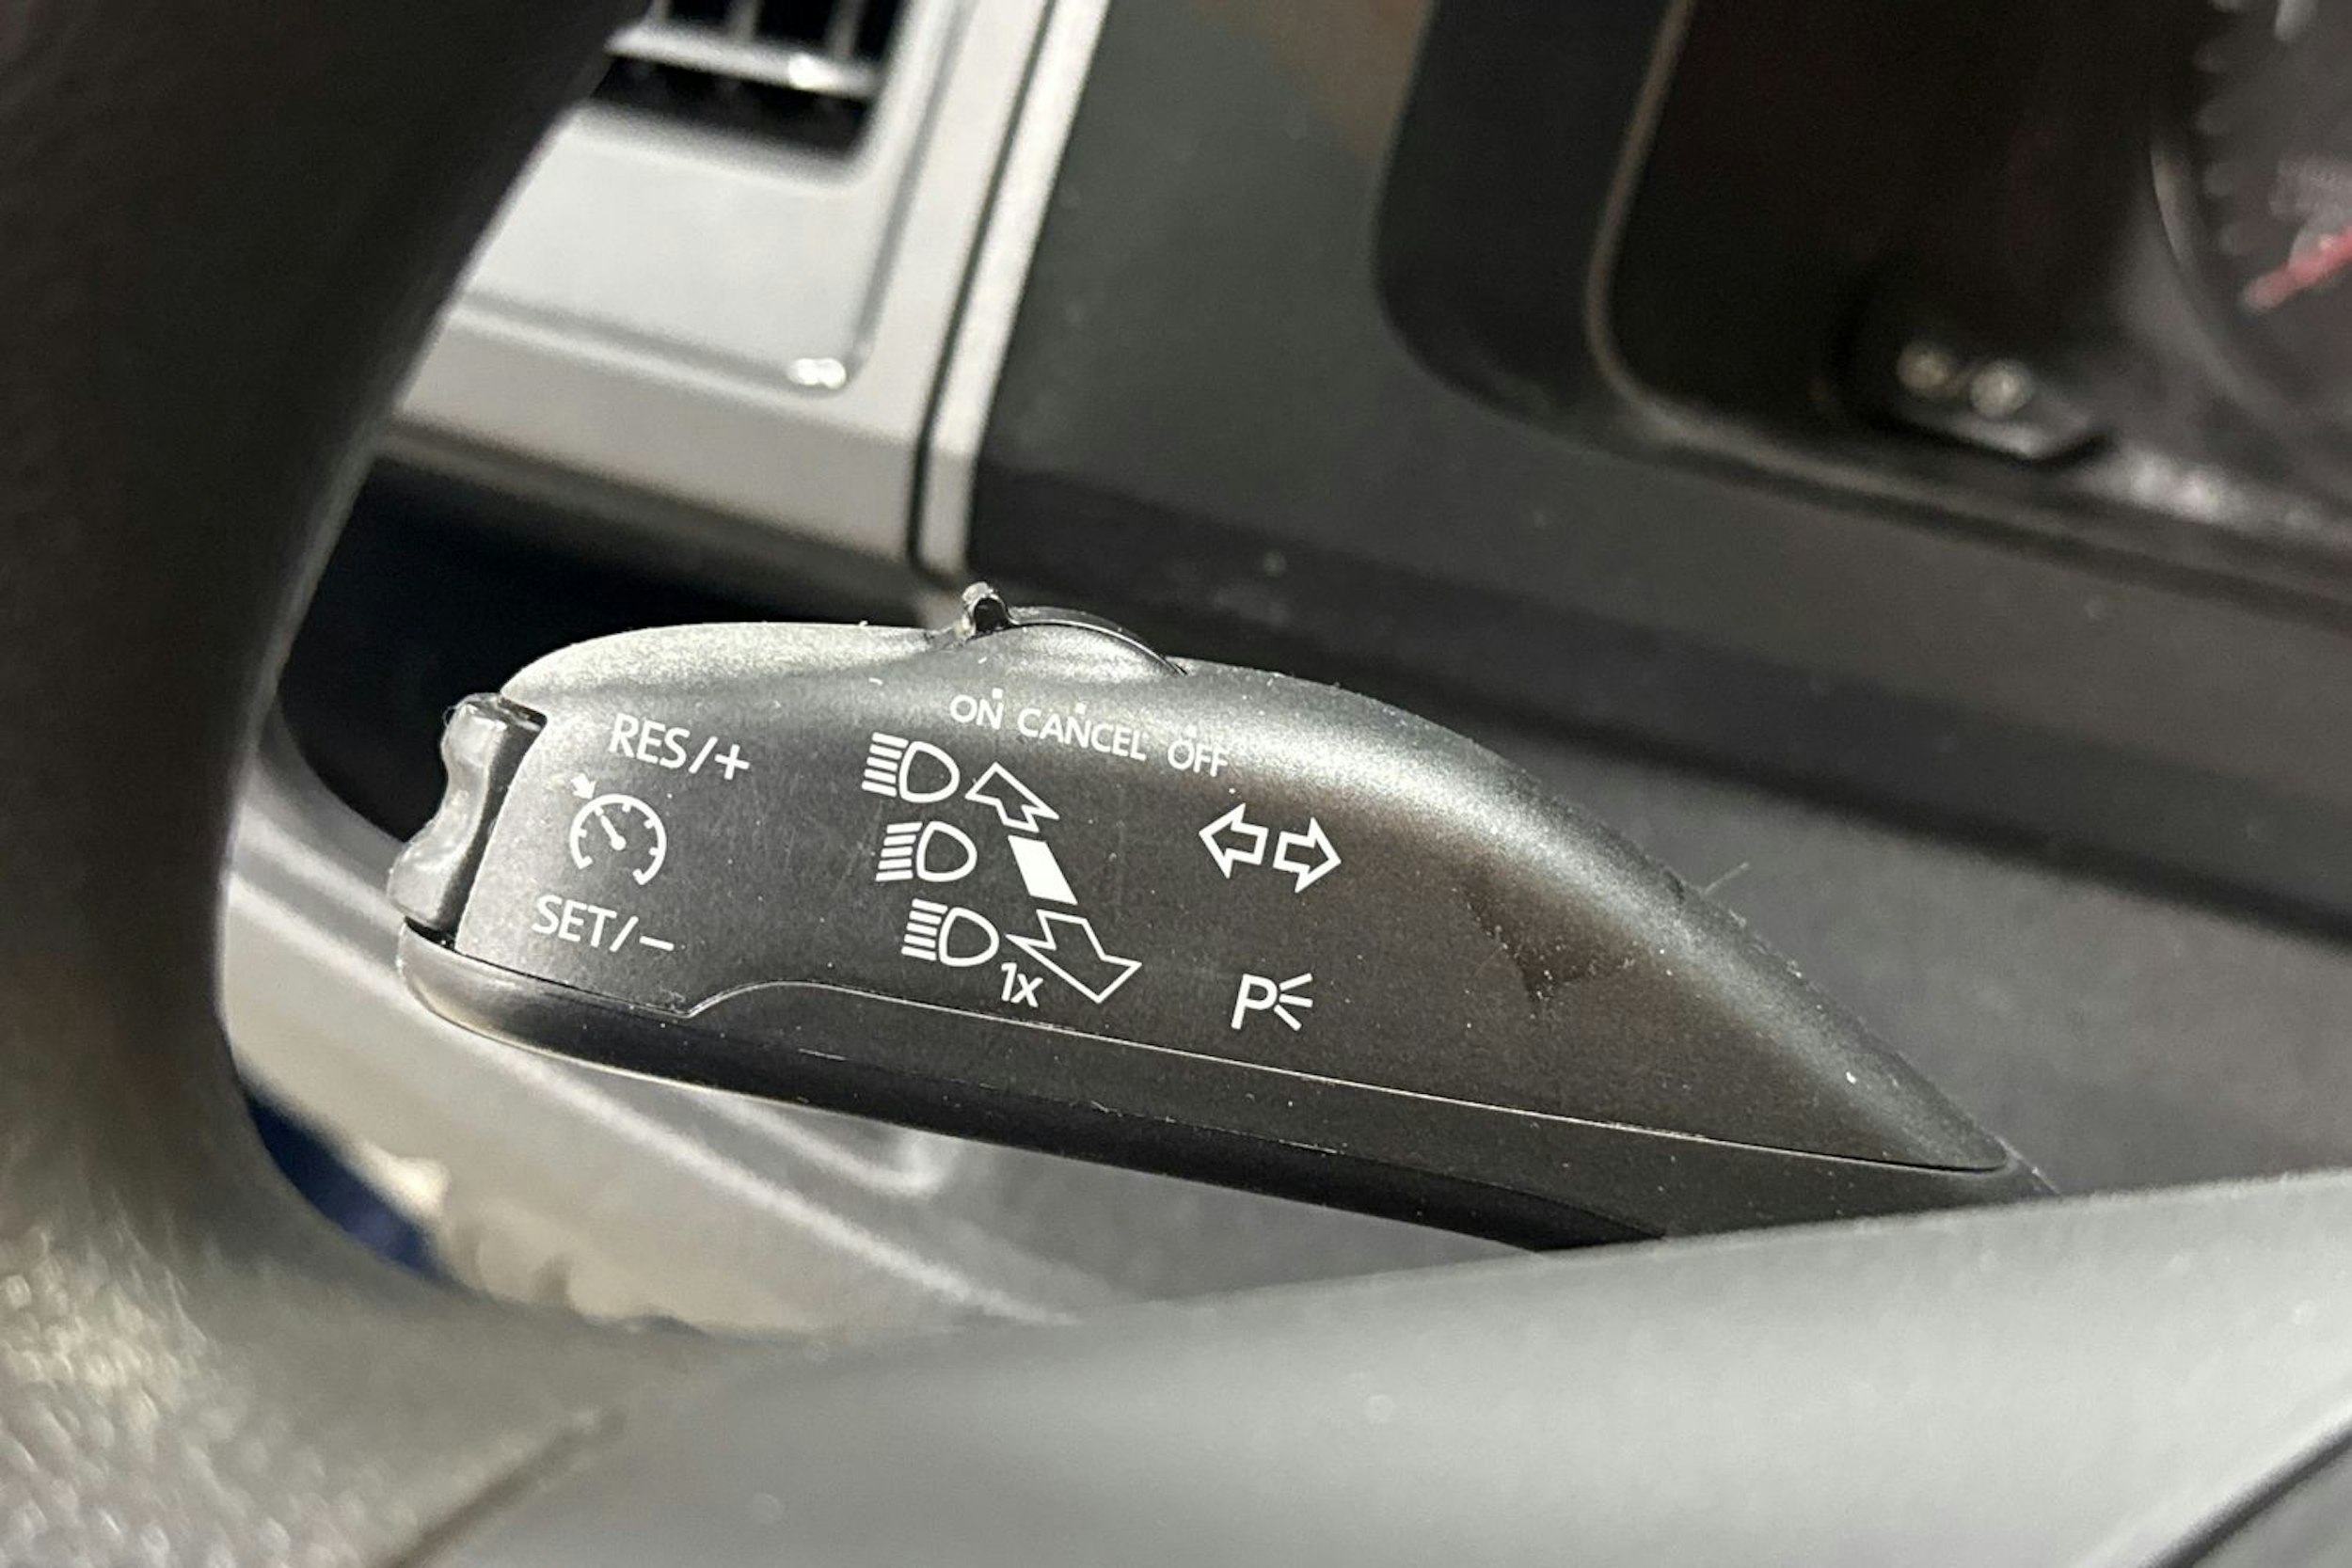 ON CANCEL OFF
RES/+
SET/−
1x
P